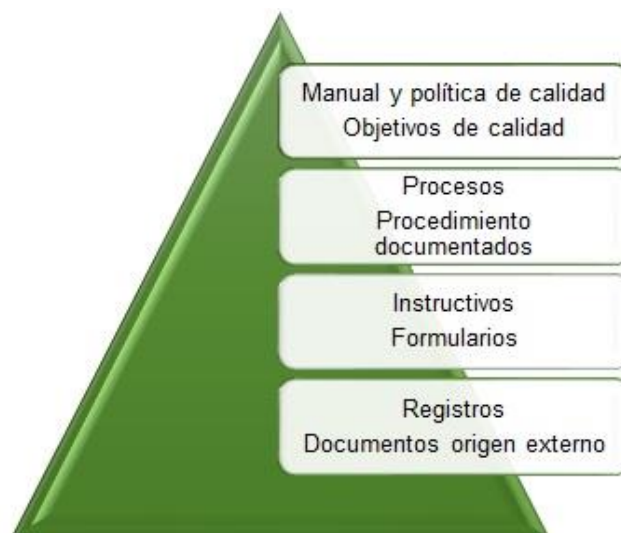 Manual y política de calidad
Objetivos de calidad
Procesos
Procedimiento
documentados
Instructivos
Formularios
Registros
Documentos origen externo